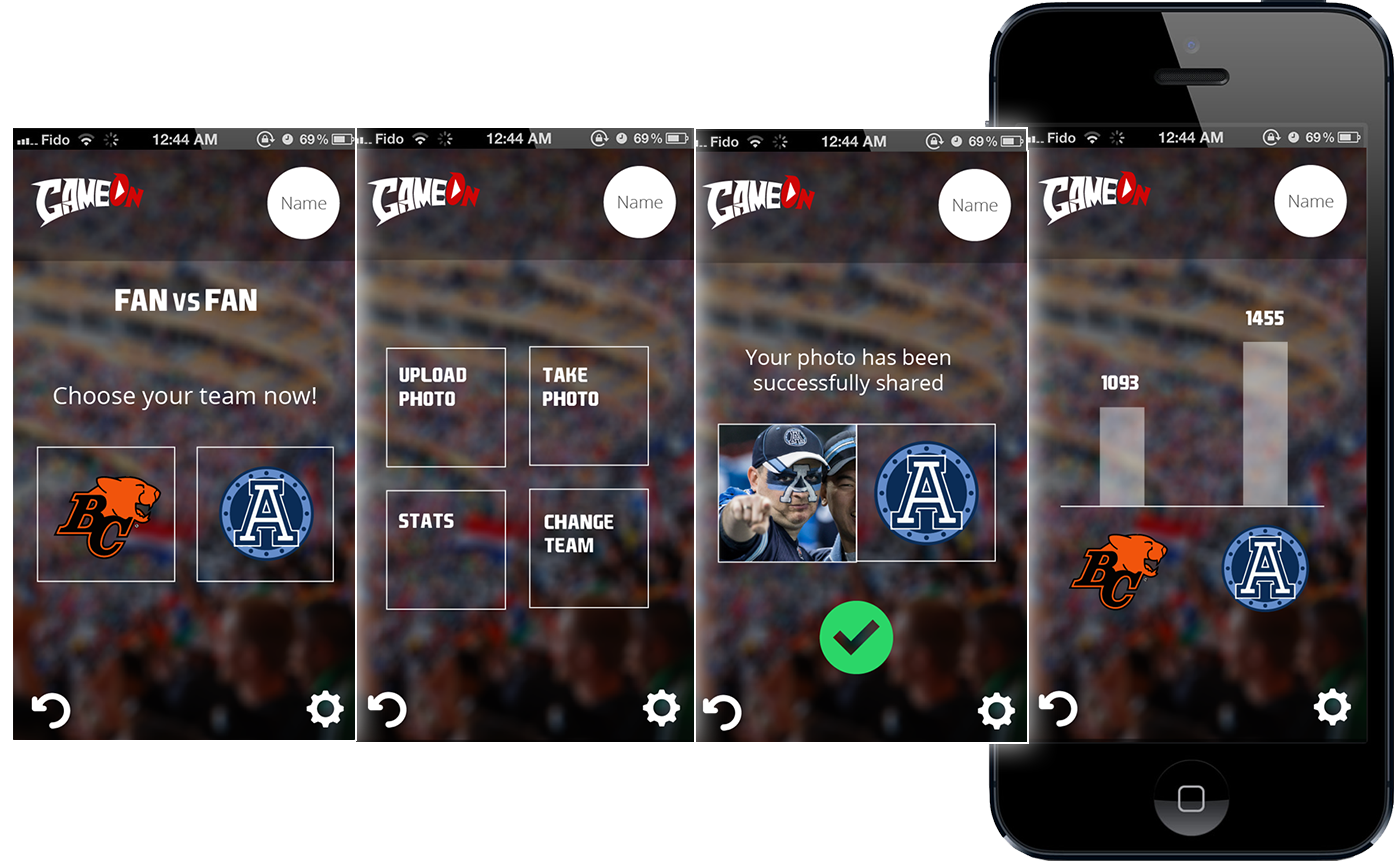 Fido 12:44 AM 69%
GAMEON
Name
FAN VS FAN
Choose your team now!
BC
A
Fido 12:44 AM 69%
GAMEON
Name
UPLOAD
PHOTO
TAKE
PHOTO
STATS
CHANGE
TEAM
Fido 12:44 AM 69%
GAMEON
Name
Your photo has been
successfully shared
A
A
A
Fido 12:44 AM 69%
GAMEON
Name
1455
1093
BC
A